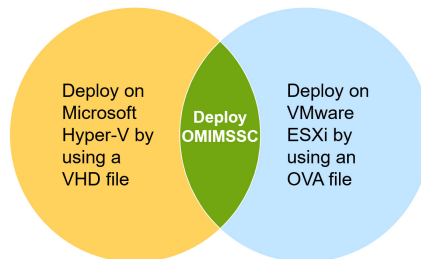 Deploy on
Microsoft
Hyper-V by
using a
VHD file
Deploy
OMIMSSC
Deploy on
VMware
ESXi by
using an
OVA file